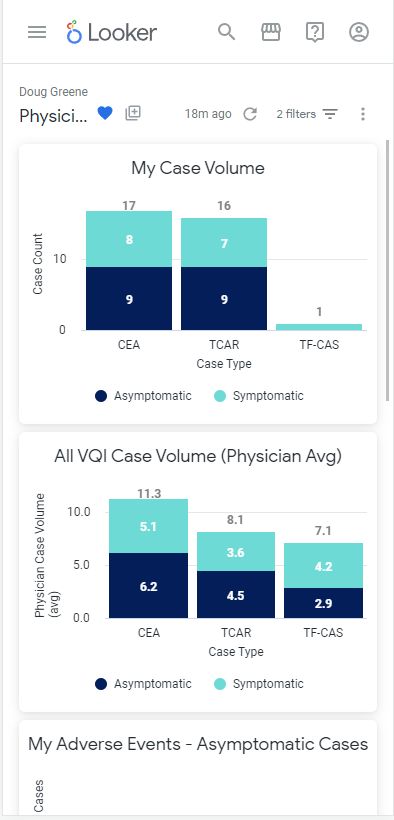 Looker
Doug Greene
Physici...
18m ago
2 filters
My Case Volume
Case Count
10
0
17
8
9
16
7
9
1
CEA
TCAR
TF-CAS
Case Type
Asymptomatic
Symptomatic
All VQI Case Volume (Physician Avg)
Physician Case Volume
(avg)
10.0
5.0
0.0
11.3
5.1
6.2
8.1
3.6
4.5
7.1
4.2
2.9
CEA
TCAR
TF-CAS
Case Type
Asymptomatic
Symptomatic
My Adverse Events - Asymptomatic Cases
Cases